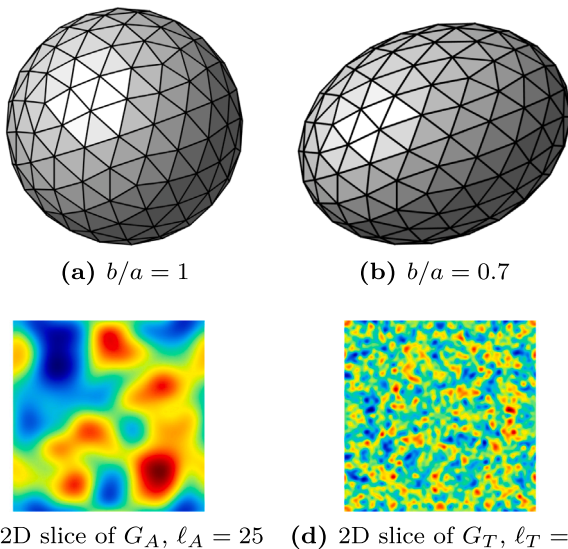 (a) b/a = 1
(b) b/a = 0.7
2D slice of G_A, ℓ_A = 25
(d) 2D slice of G_T, ℓ_T =